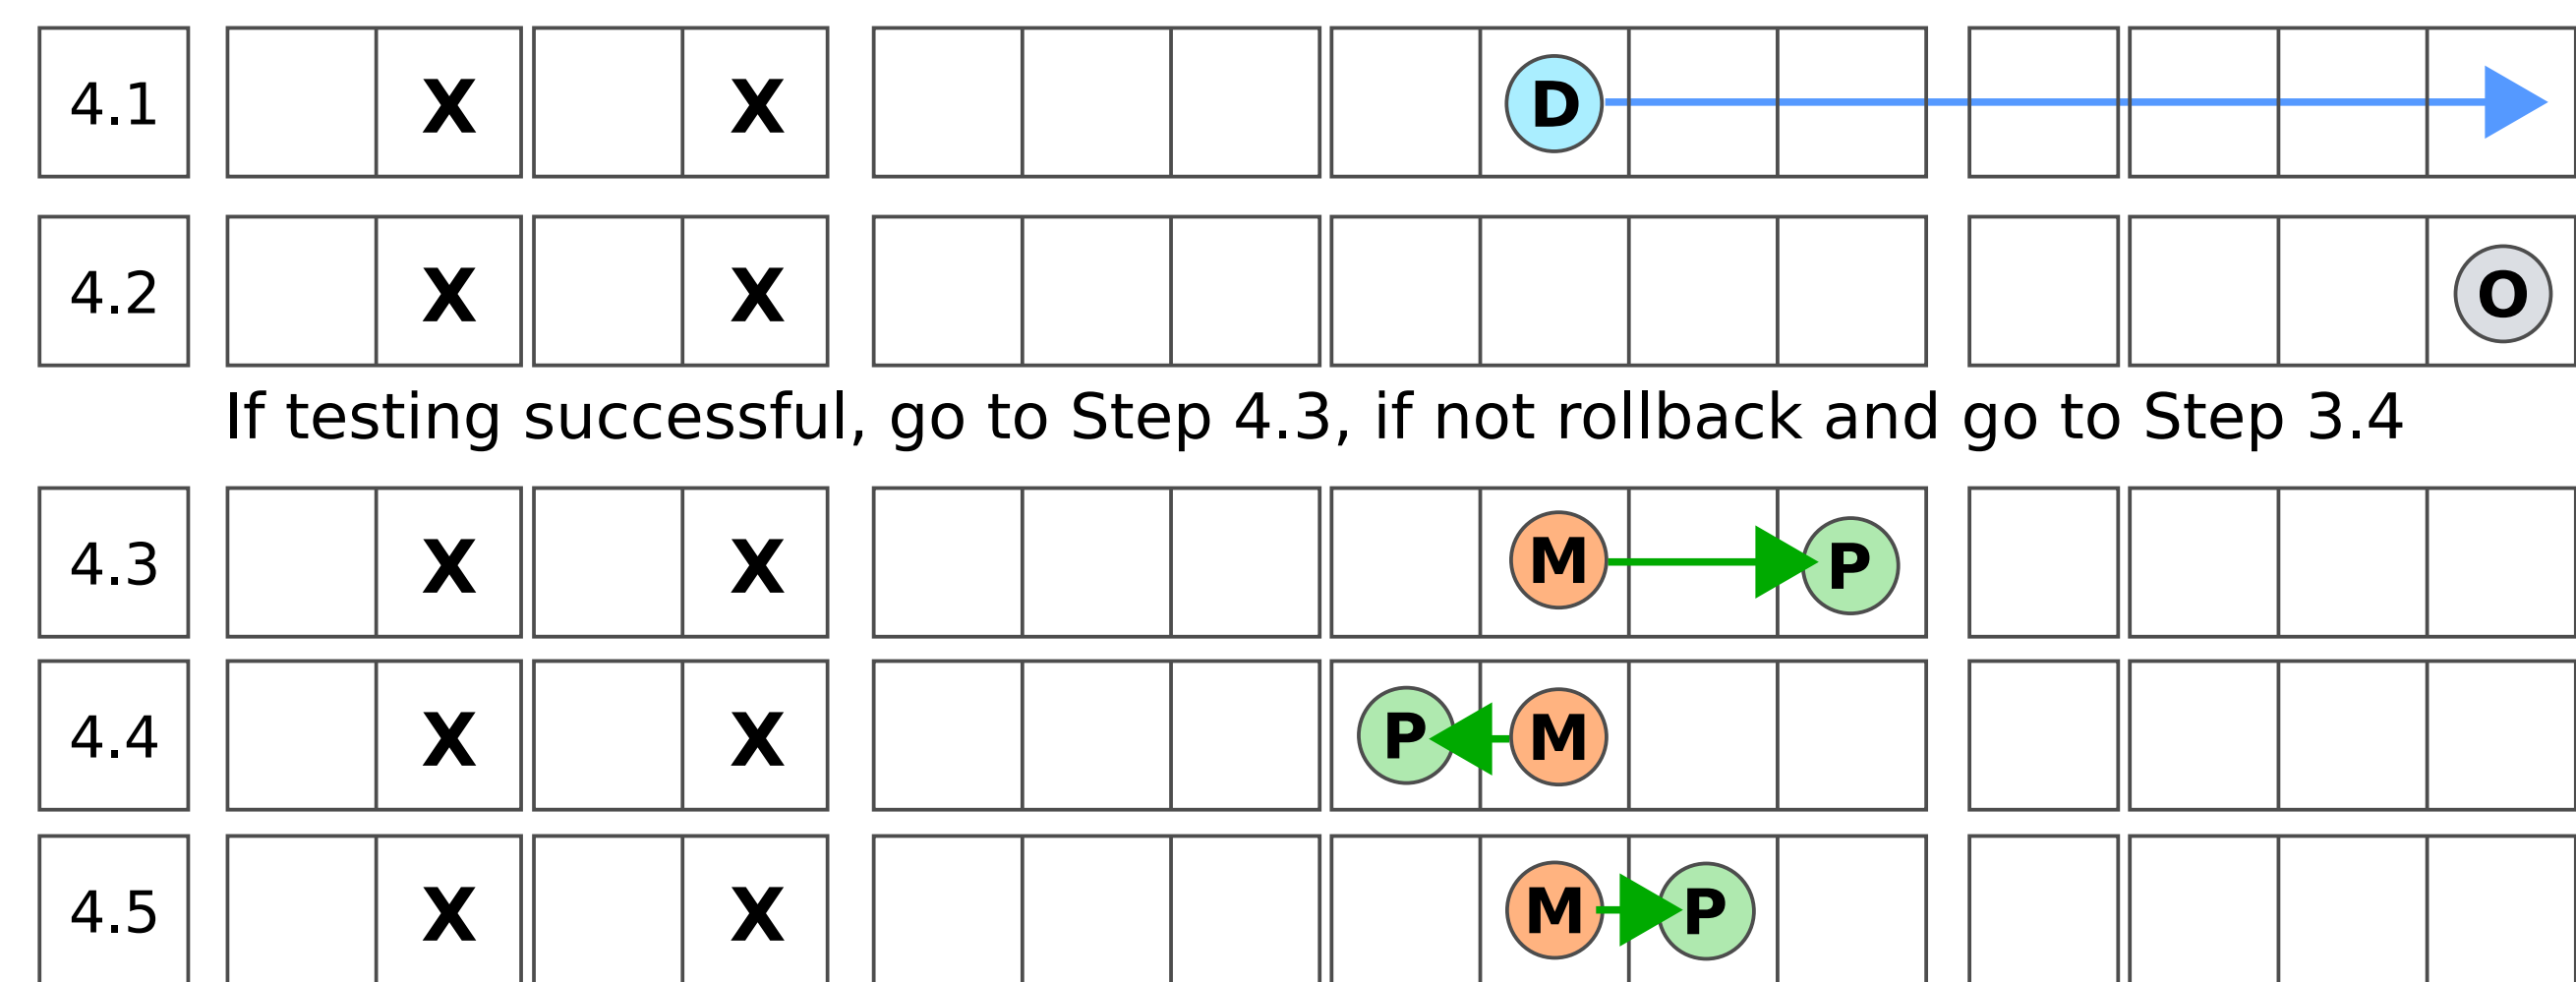 4.1 X X D
4.2 X X O
If testing successful, go to Step 4.3, if not rollback and go to Step 3.4
4.3 X X M P
4.4 X X P M
4.5 X X M P